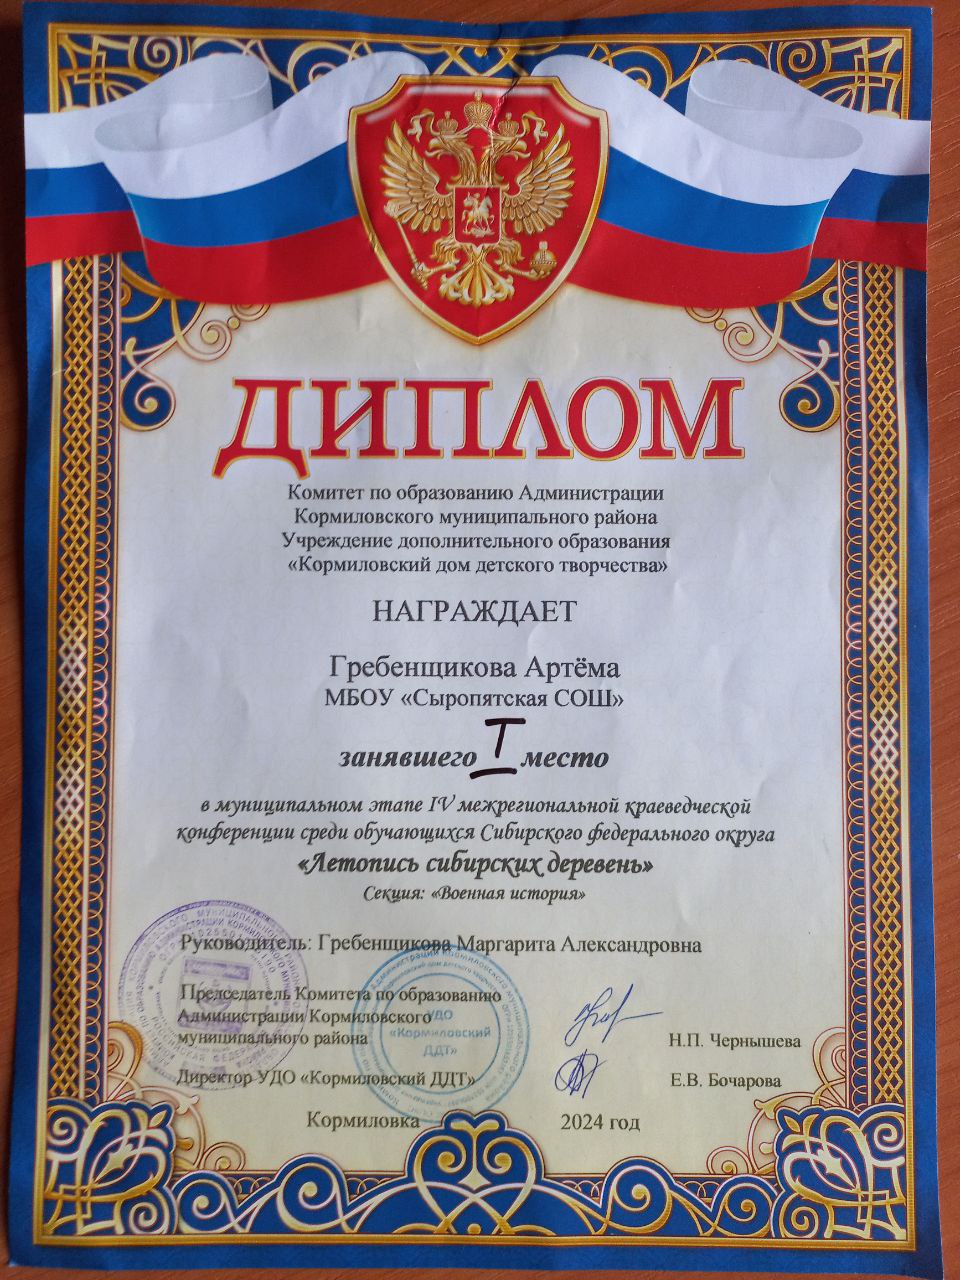 ДИПЛОМ
Комитет по образованию Администрации
Кормиловского муниципального района
Учреждение дополнительного образования
«Кормиловский дом детского творчества»
НАГРАЖДАЕТ
Гребенщикова Артёма
МБОУ «Сыропятская СОШ»
занявшего I место
в муниципальном этапе IV межрегиональной краеведческой
конференции среди обучающихся Сибирского федерального округа
«Летопись сибирских деревень»
Секция: «Военная история»
Руководитель: Гребенщикова Маргарита Александровна
Председатель Комитета по образованию
Администрации Кормиловского
муниципального района Н.П. Чернышева
Директор УДО «Кормиловский ДДТ» Е.В. Бочарова
Кормиловка 2024 год
УДО
«Кормиловский
ДДТ»